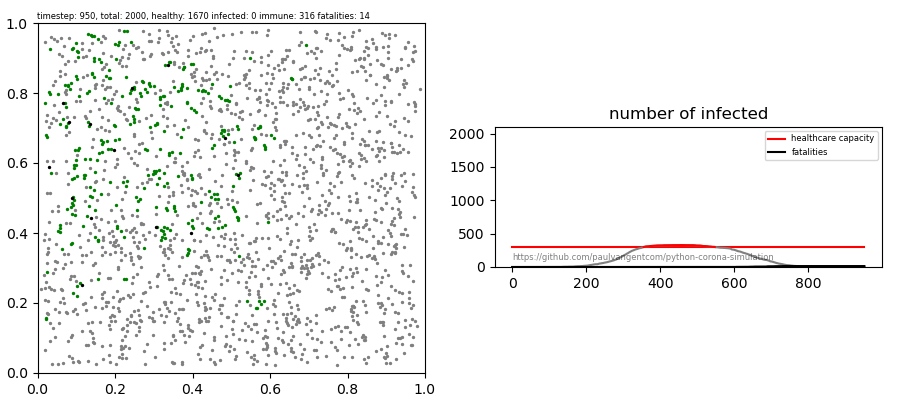 timestep: 950, total: 2000, healthy: 1670 infected: 0 immune: 316 fatalities: 14
1.0
0.8
0.6
0.4
0.2
0.0
0.0 0.2 0.4 0.6 0.8 1.0
number of infected
2000
1500
1000
500
0
healthcare capacity
fatalities
https://github.com/paulvangentcom/python-corona-simulation
0 200 400 600 800